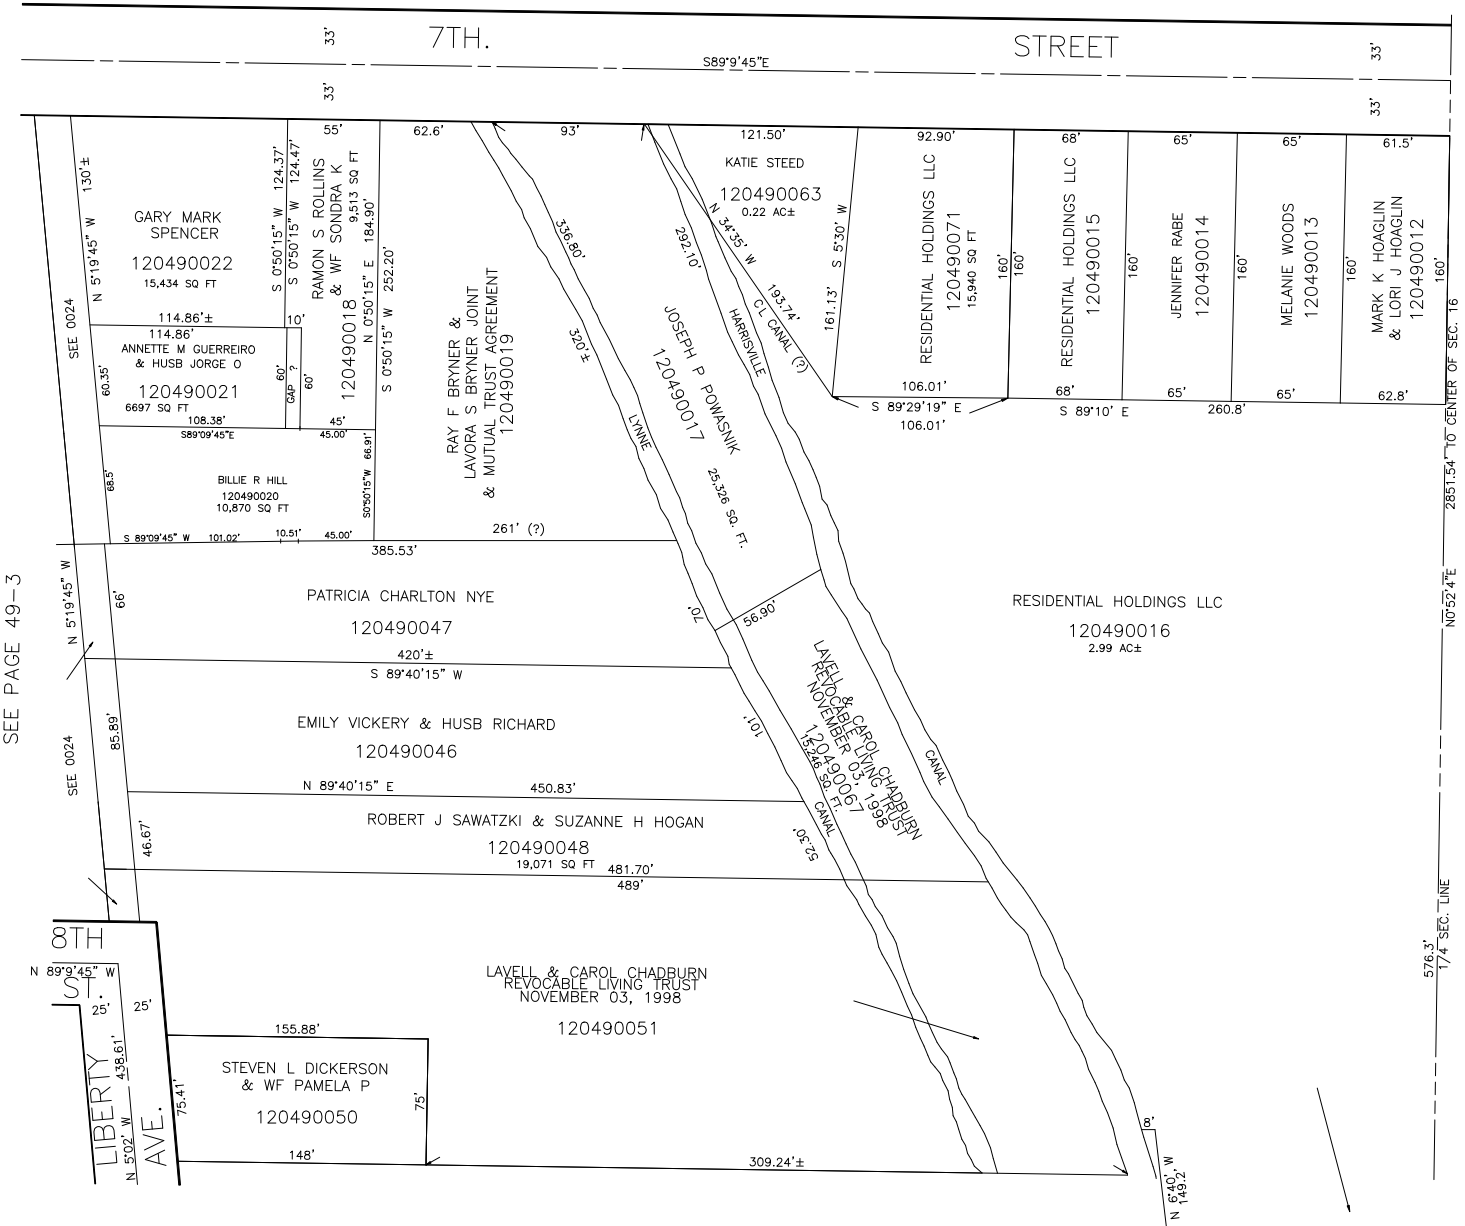 33'
7TH.
STREET
33'
S89°9'45"E
33'
33'
55'
62.6'
93'
121.50'
92.90'
68'
65'
65'
61.5'
SEE PAGE 49-3
SEE 0024
N 5°19'45" W 130'±
GARY MARK
SPENCER
120490022
15,434 SQ FT
114.86'±
S 0°50'15" W 124.37'
S 0°50'15" W 124.47'
RAMON S ROLLINS
& WF SONDRA K
9,513 SQ FT
120490018
N 0°50'15" E 184.90'
S 0°50'15" W 252.20'
10'
114.86'
ANNETTE M GUERREIRO
& HUSB JORGE O
120490021
6697 SQ FT
60.35'
108.38'
S89°09'45"E
60'
GAP ?
60'
45'
45.00'
68.5'
BILLIE R HILL
120490020
10,870 SQ FT
S0°50'15"W 66.91'
S 89°09'45" W 101.02' 10.51' 45.00'
RAY F BRYNER &
LAVORA S BRYNER JOINT
& MUTUAL TRUST AGREEMENT
120490019
336.80'
320'±
LYNNE
261' (?)
385.53'
292.10'
JOSEPH P POWASNIK
120490017
25,326 SQ. FT.
HARRISVILLE
N 34°35' W
193.74'
C L CANAL (?)
KATIE STEED
120490063
0.22 AC±
S 5°30' W
161.13'
RESIDENTIAL HOLDINGS LLC
120490071
15,940 SQ FT
160'
106.01'
S 89°29'19" E
106.01'
160'
RESIDENTIAL HOLDINGS LLC
120490015
68'
160'
JENNIFER RABE
120490014
65'
160'
MELANIE WOODS
120490013
65'
160'
MARK K HOAGLIN
& LORI J HOAGLIN
120490012
160'
62.8'
S 89°10' E
260.8'
2851.54' TO CENTER OF SEC. 16
N0°52'4"E
N 5°19'45" W
66'
PATRICIA CHARLTON NYE
120490047
420'±
S 89°40'15" W
70'
56.90'
RESIDENTIAL HOLDINGS LLC
120490016
2.99 AC±
SEE 0024
85.89'
EMILY VICKERY & HUSB RICHARD
120490046
N 89°40'15" E
450.83'
101'
LAVELL & CAROL CHADBURN
REVOCABLE LIVING TRUST
NOVEMBER 03, 1998
120490067
15,246 SQ. FT.
CANAL
CANAL
46.67'
ROBERT J SAWATZKI & SUZANNE H HOGAN
120490048
19,071 SQ FT
481.70'
489'
52.30'
576.3'
1/4 SEC. LINE
8TH
N 89°9'45" W
ST.
25'
25'
438.61'
LIBERTY
N 5°02' W
AVE.
LAVELL & CAROL CHADBURN
REVOCABLE LIVING TRUST
NOVEMBER 03, 1998
120490051
155.88'
75.41'
STEVEN L DICKERSON
& WF PAMELA P
120490050
75'
148'
309.24'±
8'
N 6°40' W
149.2'